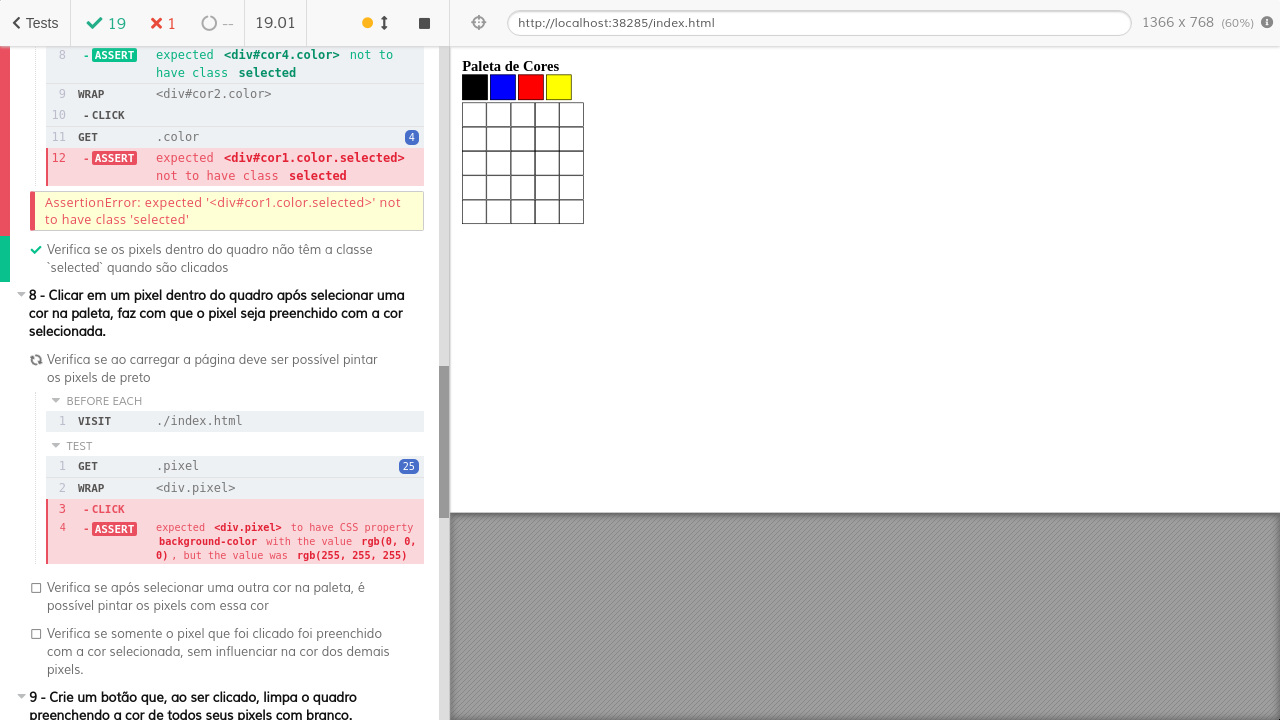 Tests
19
1
--
19.01
http://localhost:38285/index.html
1366 x 768 (60%)
8 - ASSERT expected <div#cor4.color> not to
have class selected
9 WRAP <div#cor2.color>
10 - CLICK
11 GET .color 4
12 - ASSERT expected <div#cor1.color.selected>
not to have class selected
AssertionError: expected '<div#cor1.color.selected>' not
to have class 'selected'
Verifica se os pixels dentro do quadro não têm a classe
`selected` quando são clicados
8 - Clicar em um pixel dentro do quadro após selecionar uma
cor na paleta, faz com que o pixel seja preenchido com a cor
selecionada.
Verifica se ao carregar a página deve ser possível pintar
os pixels de preto
BEFORE EACH
1 VISIT ./index.html
TEST
1 GET .pixel 25
2 WRAP <div.pixel>
3 - CLICK
4 - ASSERT expected <div.pixel> to have CSS property
background-color with the value rgb(0, 0,
0), but the value was rgb(255, 255, 255)
Verifica se após selecionar uma outra cor na paleta, é
possível pintar os pixels com essa cor
Verifica se somente o pixel que foi clicado foi preenchido
com a cor selecionada, sem influenciar na cor dos demais
pixels.
9 - Crie um botão que, ao ser clicado, limpa o quadro
preenchendo a cor de todos seus pixels com branco.
Paleta de Cores